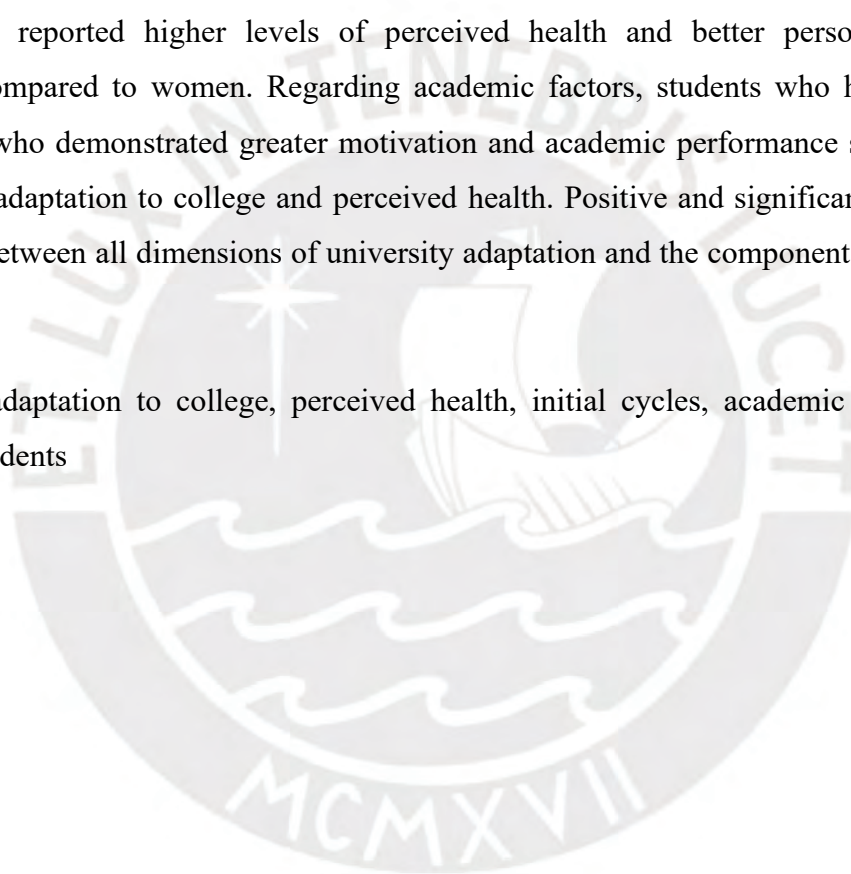 reported higher levels of perceived health and better perso
ompared to women. Regarding academic factors, students who h
who demonstrated greater motivation and academic performance s
adaptation to college and perceived health. Positive and significan
etween all dimensions of university adaptation and the component
adaptation to college, perceived health, initial cycles, academic
dents
ET LUX IN TENEBRIS LUCET
MCMXVII